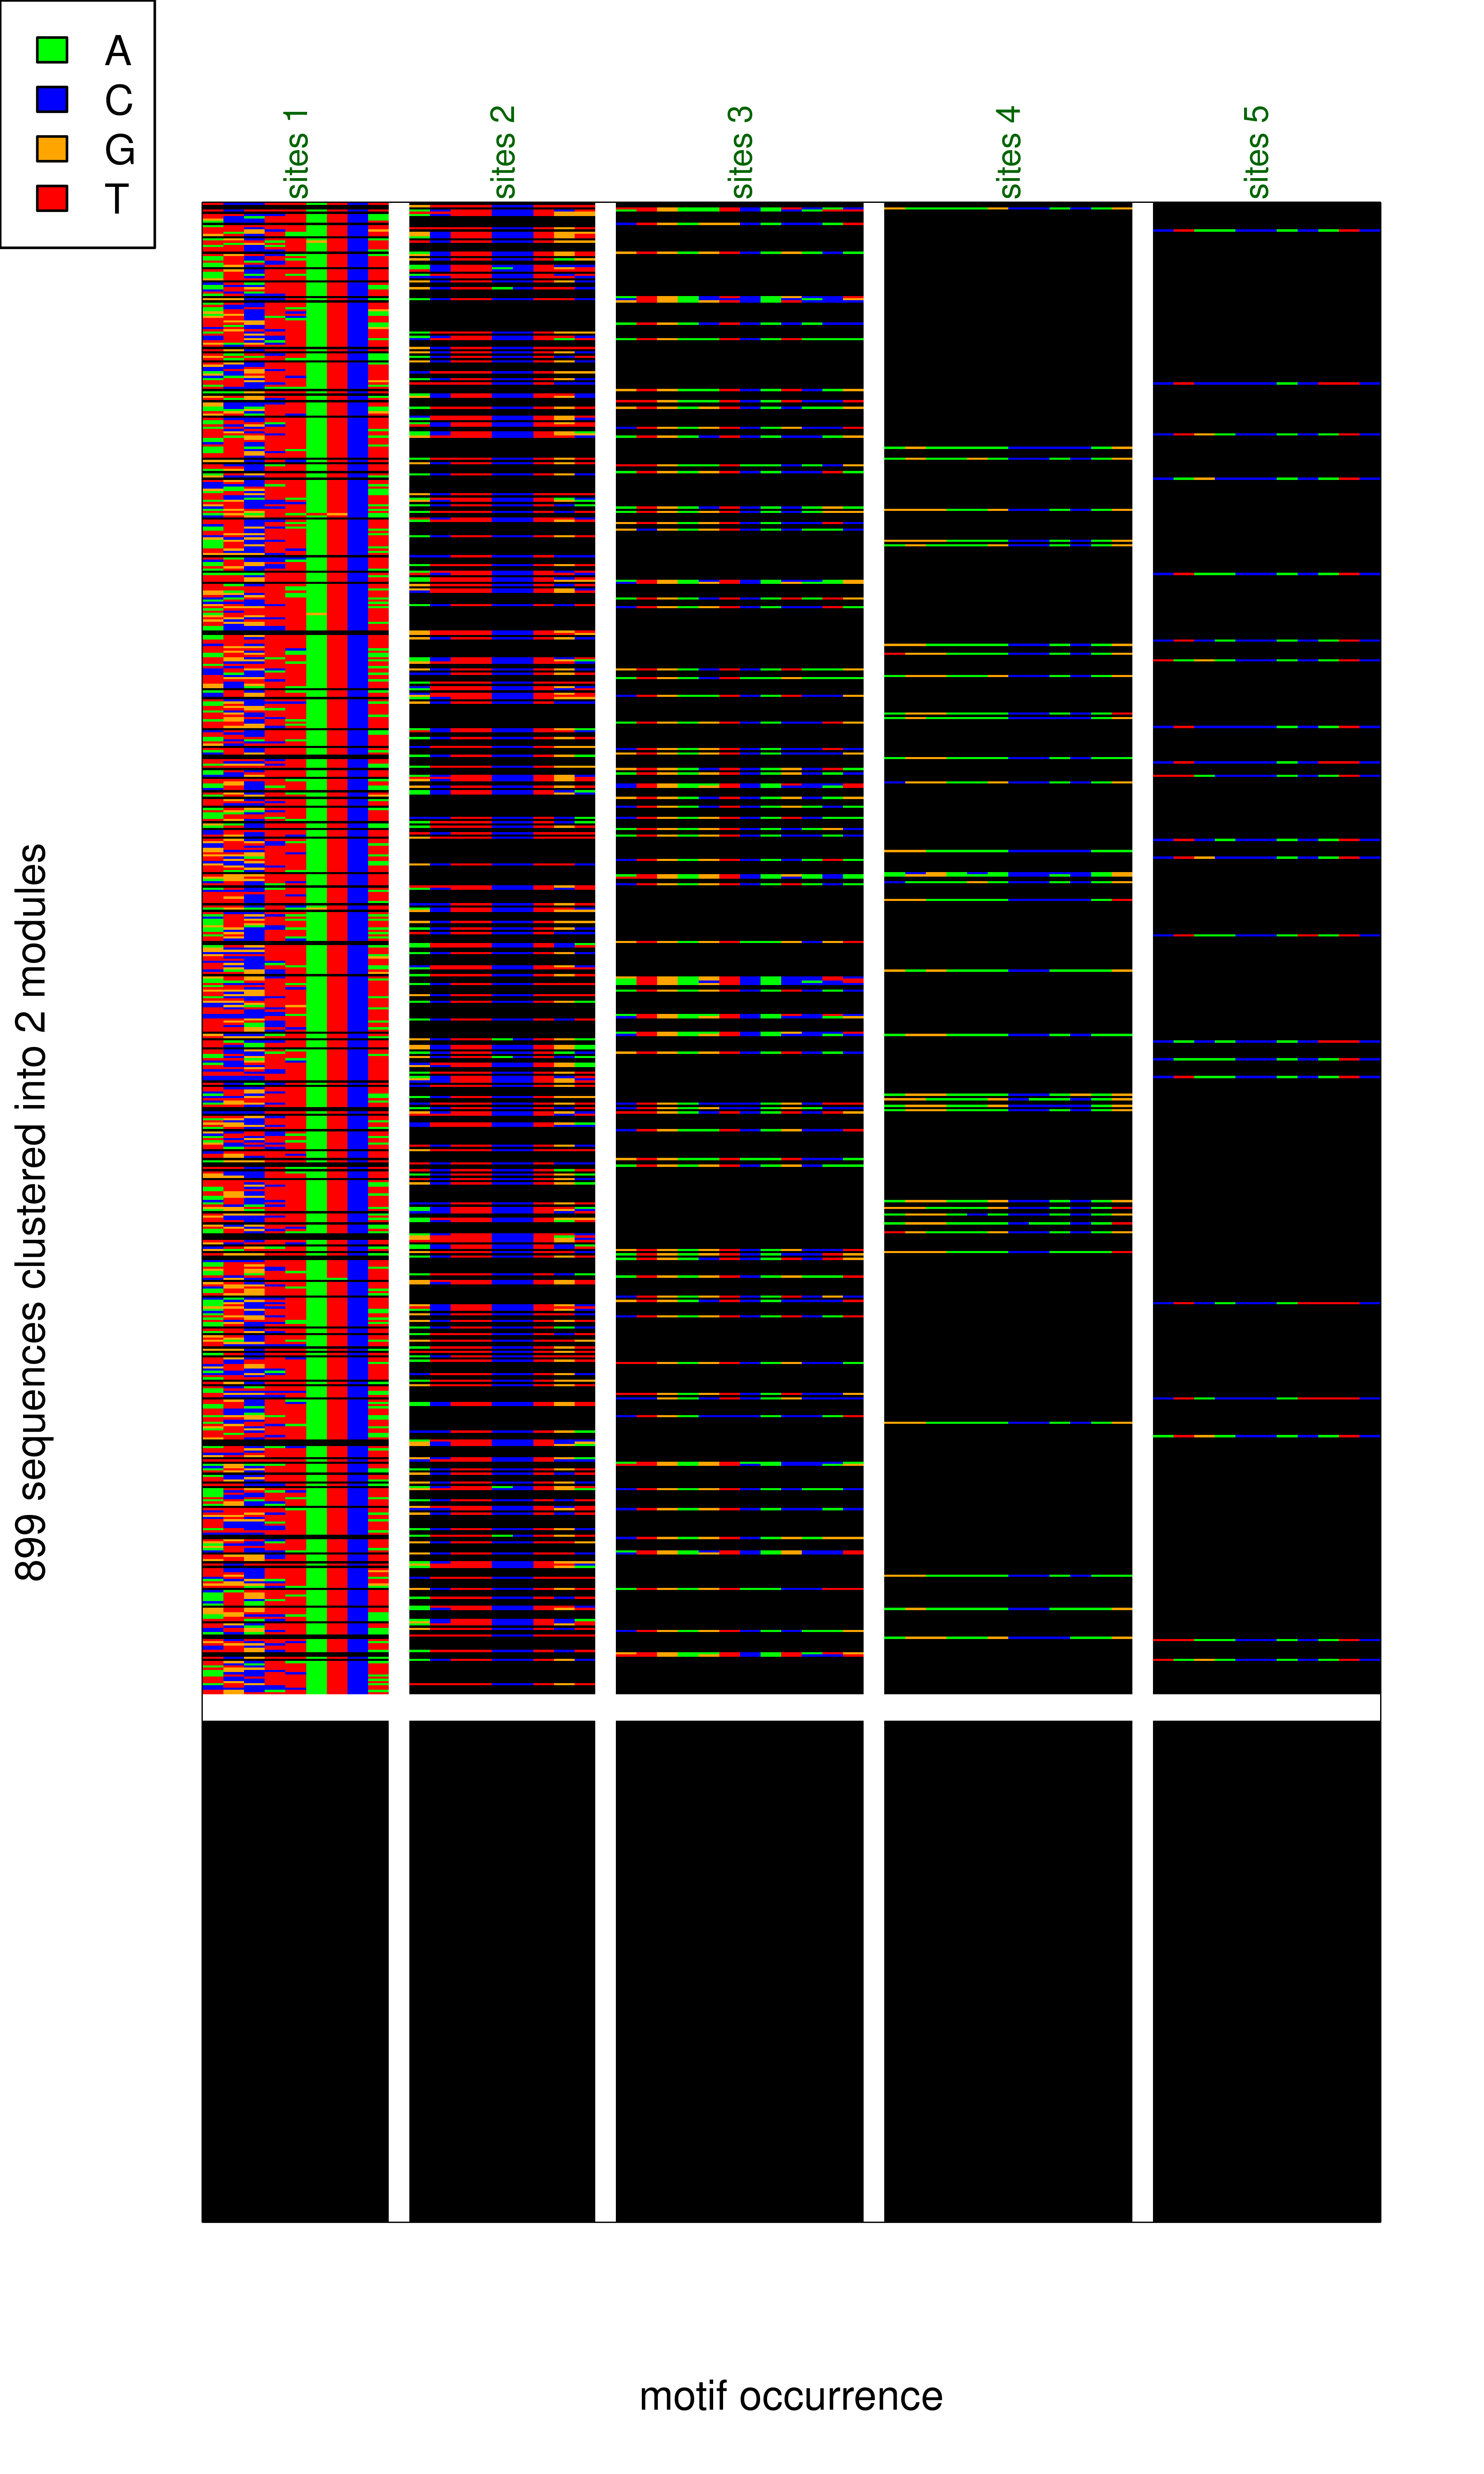 A
C
G
T
sites 1
sites 2
sites 3
sites 4
sites 5
899 sequences clustered into 2 modules
motif occurrence